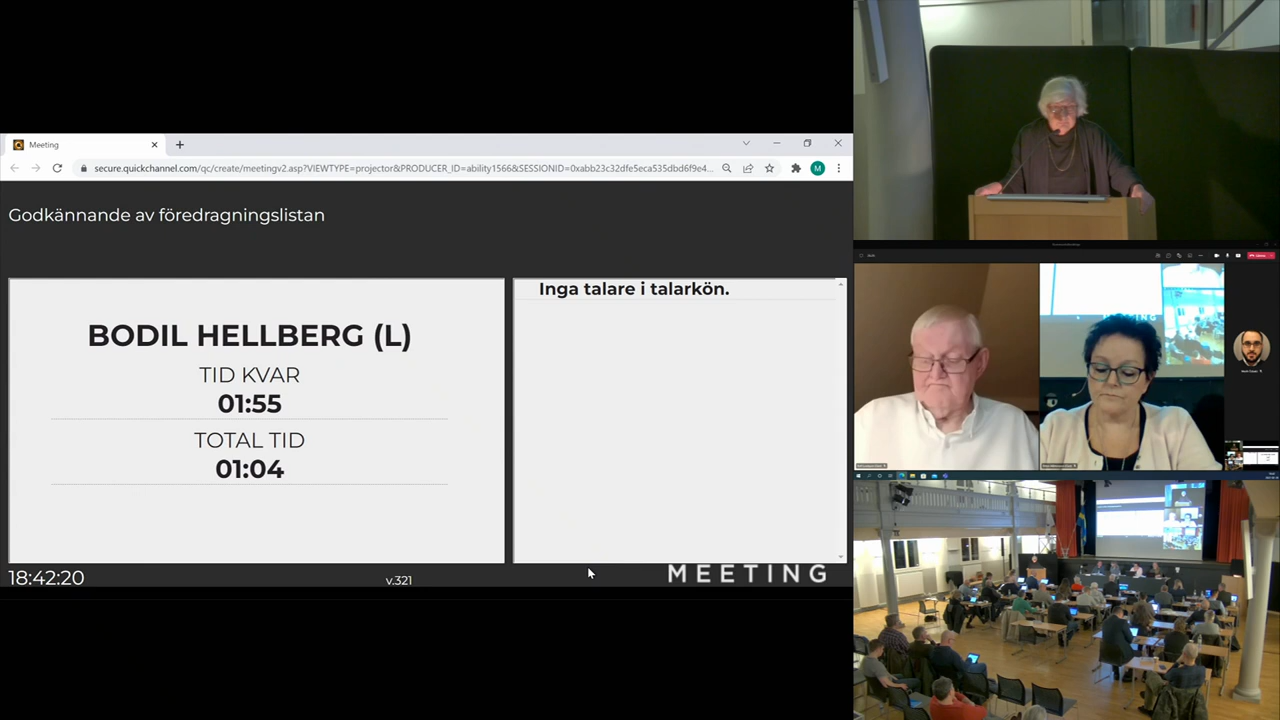 Meeting
secure.quickchannel.com/qc/create/meetingv2.asp?VIEWTYPE=projector&PRODUCER_ID=ability1566&SESSIONID=0xabb23c32dfe5eca535dbd6f9e4...
M
Godkännande av föredragningslistan
BODIL HELLBERG (L)
TID KVAR
01:55
TOTAL TID
01:04
Inga talare i talarkön.
18:42:20
v.321
MEETING